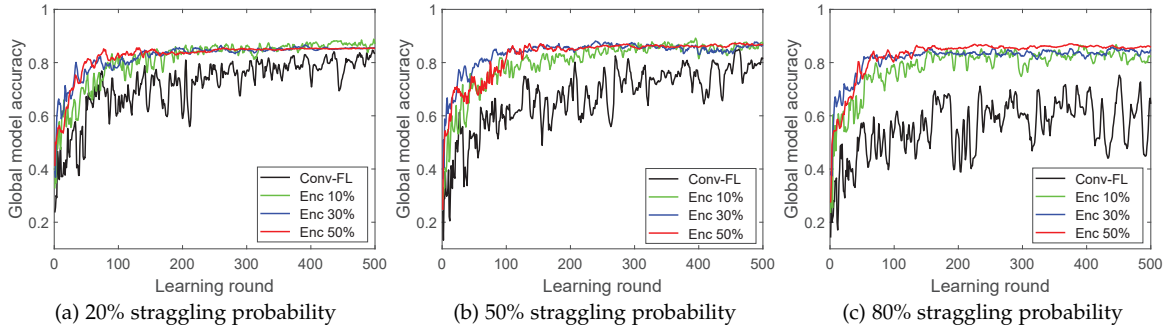 1
0.8
0.6
0.4
0.2
Global model accuracy
Conv-FL
Enc 10%
Enc 30%
Enc 50%
0 100 200 300 400 500
Learning round
(a) 20% straggling probability
1
0.8
0.6
0.4
0.2
Global model accuracy
Conv-FL
Enc 10%
Enc 30%
Enc 50%
0 100 200 300 400 500
Learning round
(b) 50% straggling probability
1
0.8
0.6
0.4
0.2
Global model accuracy
Conv-FL
Enc 10%
Enc 30%
Enc 50%
0 100 200 300 400 500
Learning round
(c) 80% straggling probability